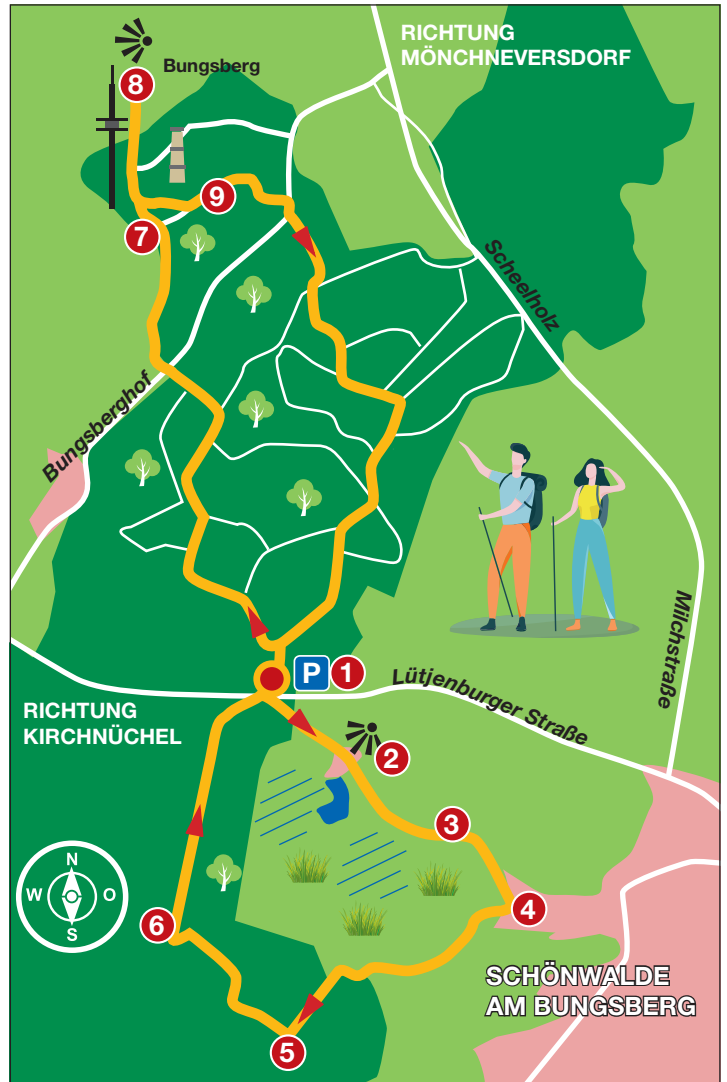 RICHTUNG
MÖNCHNEVERSDORF
Bungsberg
8
9
7
Scheelholz
Bungsberghof
Milchstraße
P 1
Lütjenburger Straße
RICHTUNG
KIRCHNÜCHEL
2
3
N
W O
S
6
4
SCHÖNWALDE
AM BUNGSBERG
5